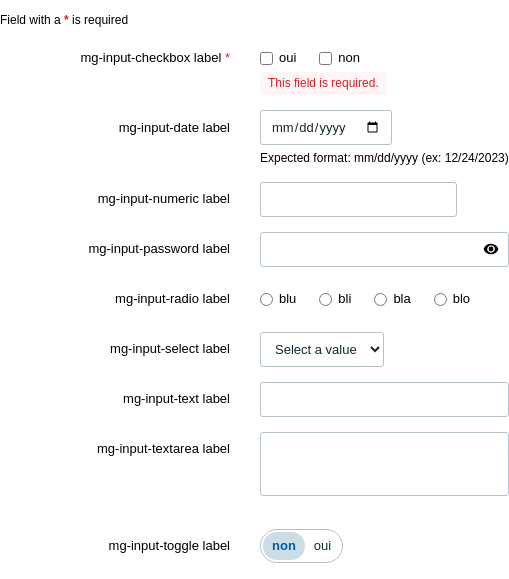 Field with a * is required
mg-input-checkbox label * oui non
This field is required.
mg-input-date label mm/dd/yyyy
Expected format: mm/dd/yyyy (ex: 12/24/2023)
mg-input-numeric label
mg-input-password label
mg-input-radio label blu bli bla blo
mg-input-select label Select a value
mg-input-text label
mg-input-textarea label
mg-input-toggle label non oui